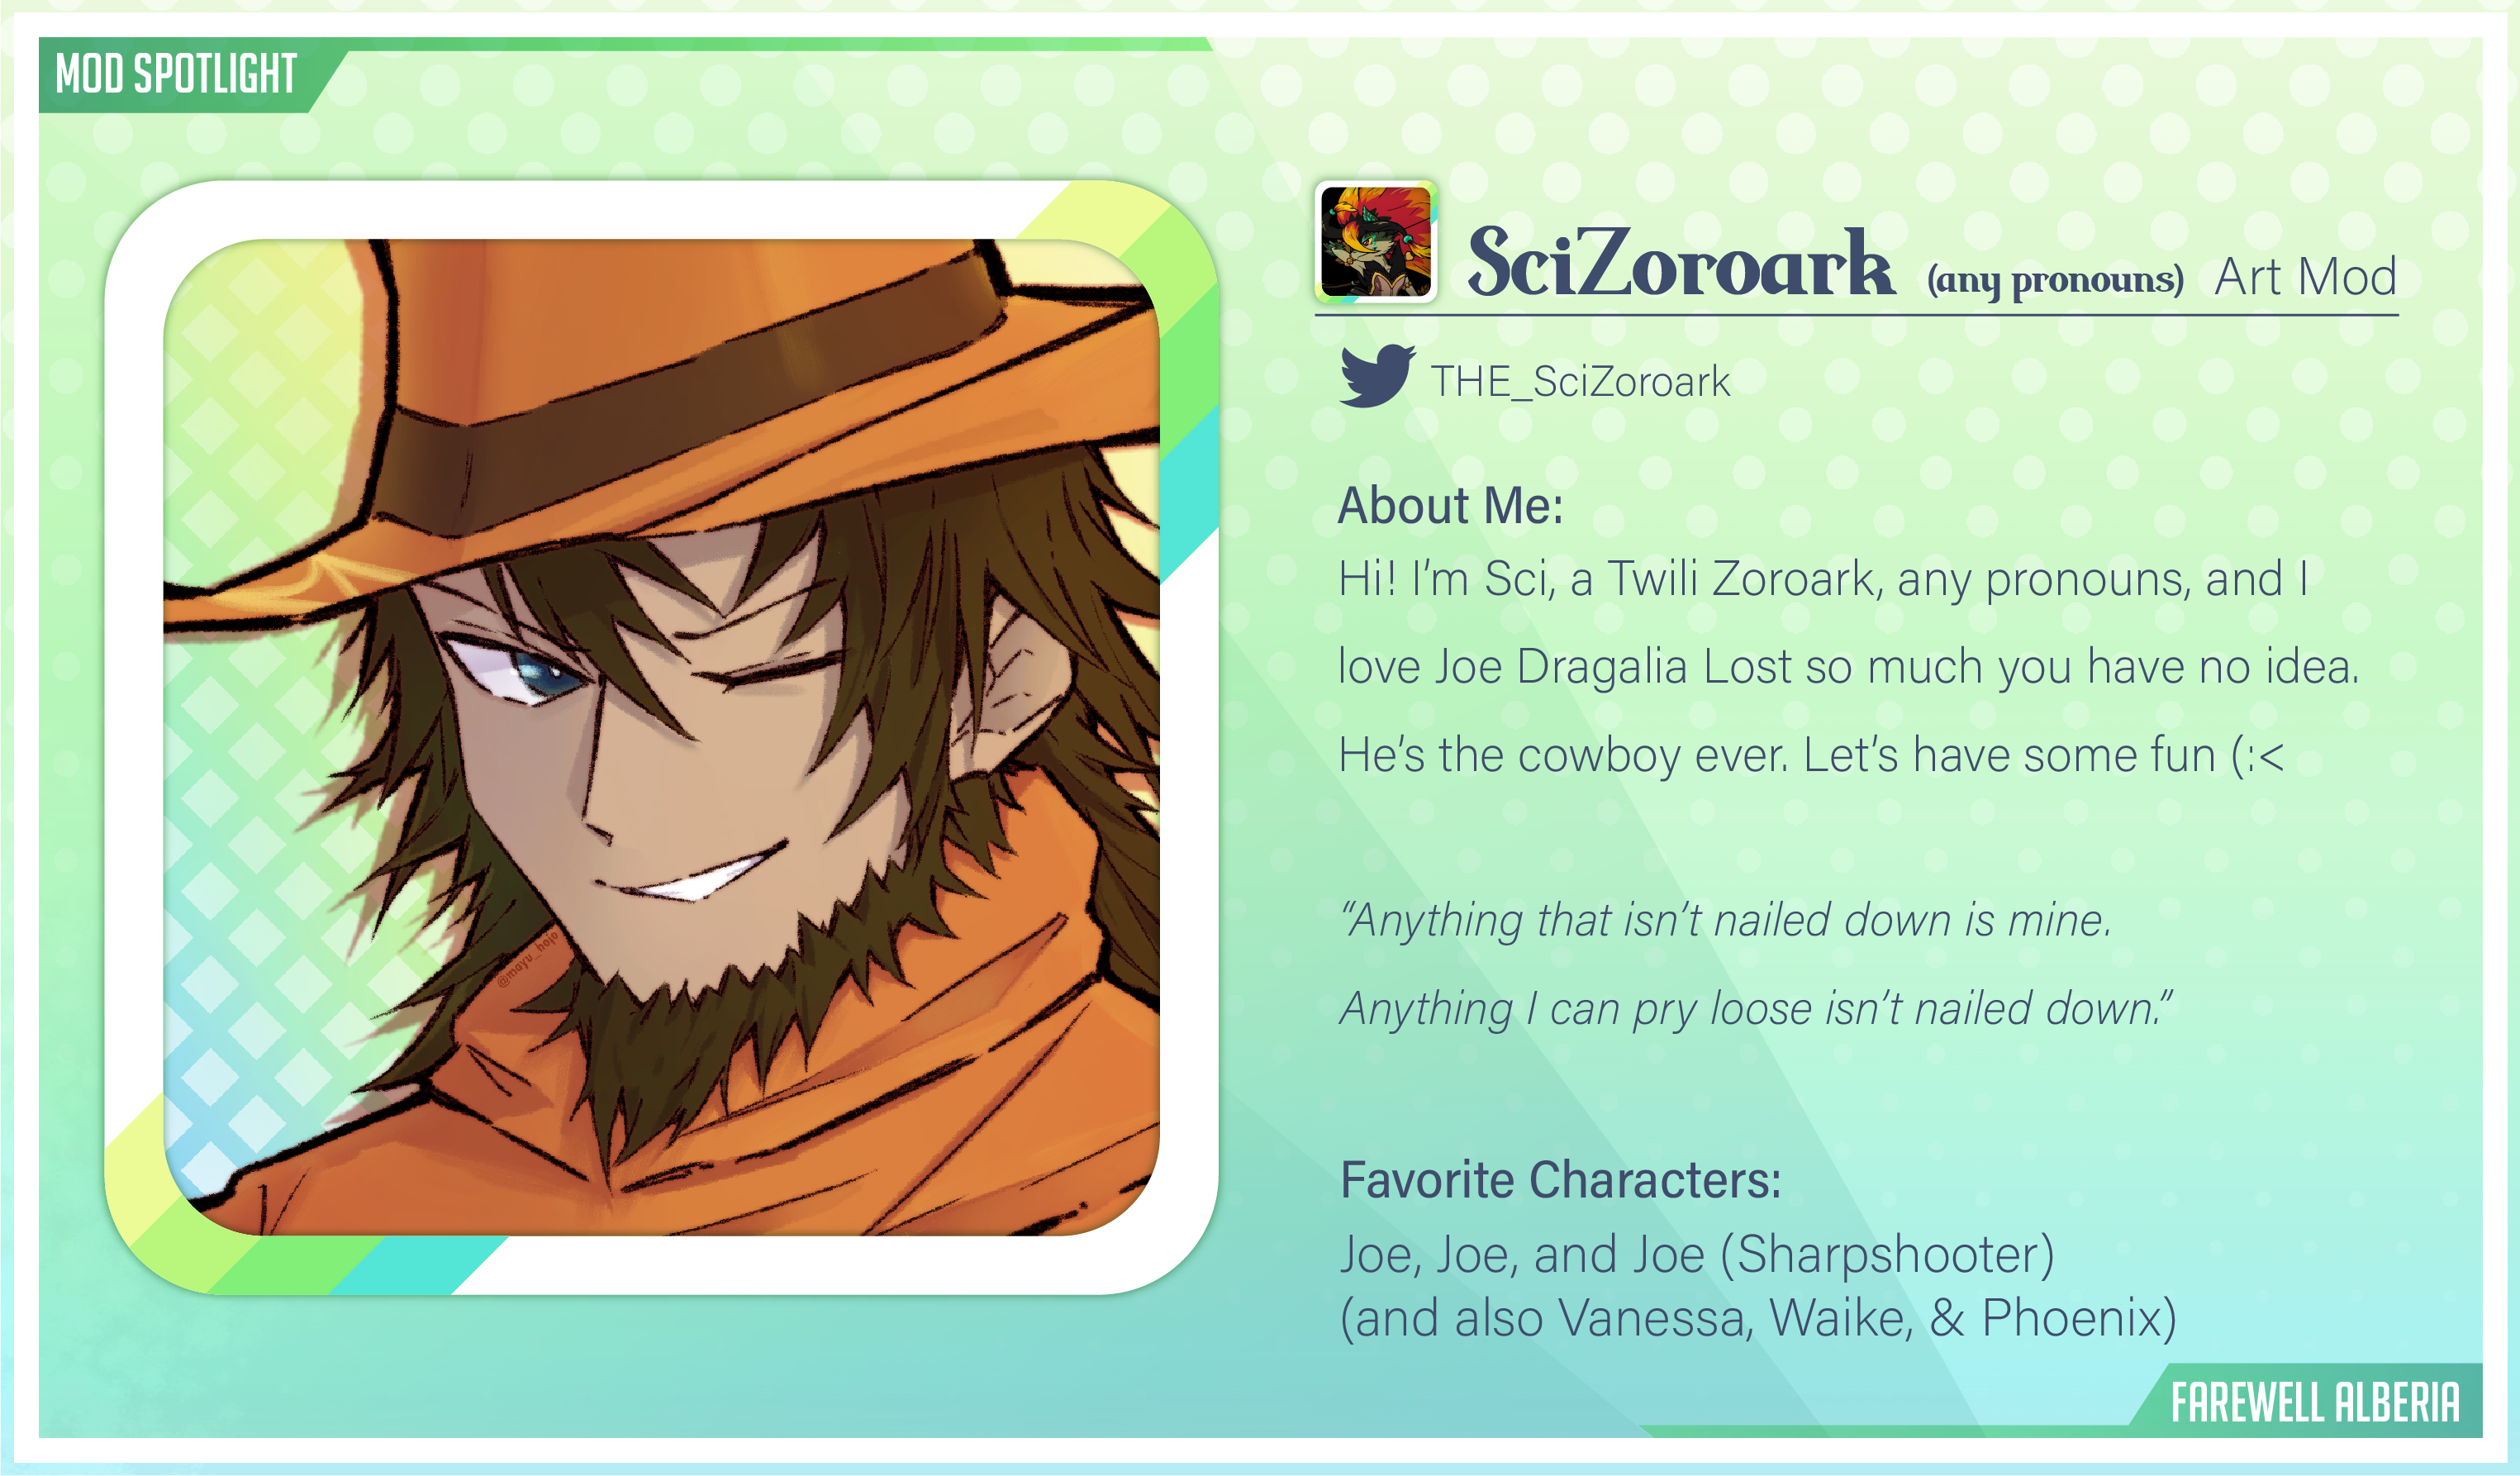 MOD SPOTLIGHT
SciZoroark (any pronouns) Art Mod
THE_SciZoroark
About Me:
Hi! I’m Sci, a Twili Zoroark, any pronouns, and I
love Joe Dragalia Lost so much you have no idea.
He’s the cowboy ever. Let’s have some fun (:<
“Anything that isn’t nailed down is mine.
Anything I can pry loose isn’t nailed down.”
Favorite Characters:
Joe, Joe, and Joe (Sharpshooter)
(and also Vanessa, Waike, & Phoenix)
@mayu_hojo
FAREWELL ALBERIA